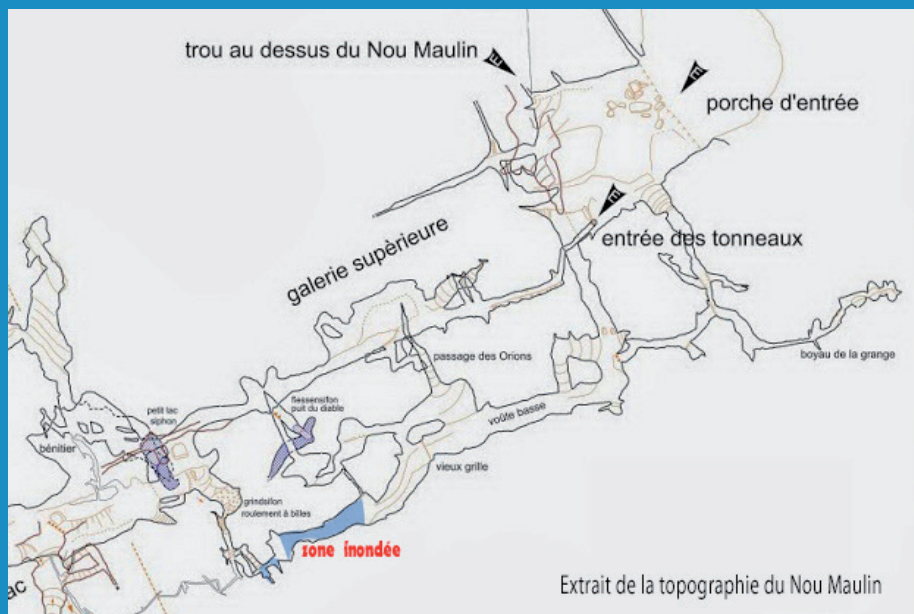 trou au dessus du Nou Maulin
E
E
porche d'entrée
E
entrée des tonneaux
galerie supèrieure
passage des Orions
boyau de la grange
flessensifon
puit du diable
petit lac
siphon
bénitier
voûte basse
vieux grille
grindsifon
roulement à billes
zone inondée
ac
Extrait de la topographie du Nou Maulin